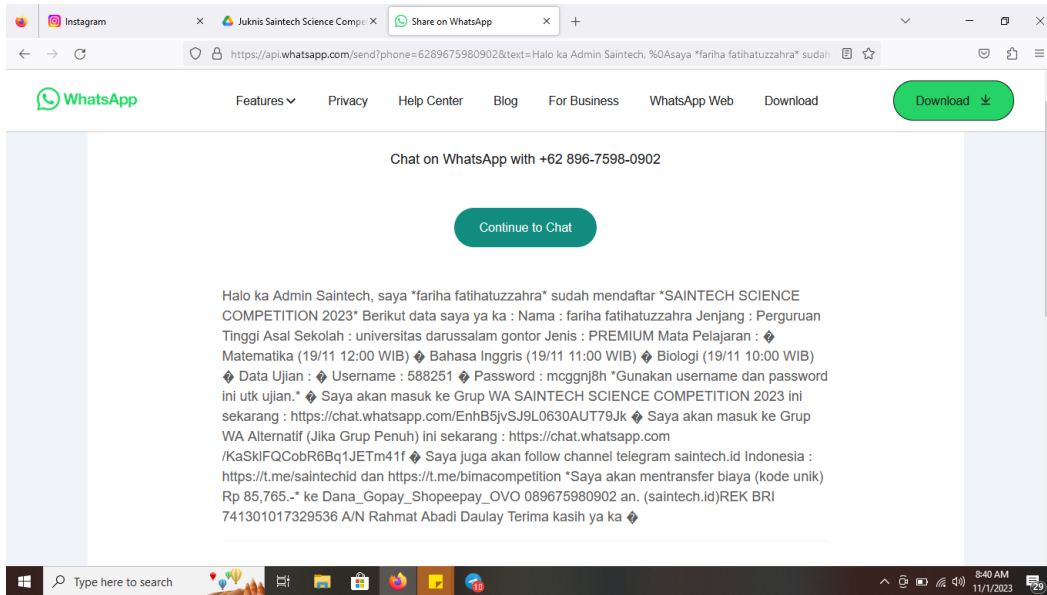 Instagram
Juknis Saintech Science Compet
Share on WhatsApp
https://api.whatsapp.com/send?phone=6289675980902&text=Halo ka Admin Saintech, %0Asaya *fariha fatihatuzzahra* sudah
WhatsApp
Features Privacy Help Center Blog For Business WhatsApp Web Download
Download
Chat on WhatsApp with +62 896-7598-0902
Continue to Chat
Halo ka Admin Saintech, saya *fariha fatihatuzzahra* sudah mendaftar *SAINTECH SCIENCE
COMPETITION 2023* Berikut data saya ya ka : Nama : fariha fatihatuzzahra Jenjang : Perguruan
Tinggi Asal Sekolah : universitas darussalam gontor Jenis : PREMIUM Mata Pelajaran : �
Matematika (19/11 12:00 WIB) � Bahasa Inggris (19/11 11:00 WIB) � Biologi (19/11 10:00 WIB)
� Data Ujian : � Username : 588251 � Password : mcggnj8h *Gunakan username dan password
ini utk ujian.* � Saya akan masuk ke Grup WA SAINTECH SCIENCE COMPETITION 2023 ini
sekarang : https://chat.whatsapp.com/EnhB5jvSJ9L0630AUT79Jk � Saya akan masuk ke Grup
WA Alternatif (Jika Grup Penuh) ini sekarang : https://chat.whatsapp.com
/KaSklFQCobR6Bq1JETm41f � Saya juga akan follow channel telegram saintech.id Indonesia :
https://t.me/saintechid dan https://t.me/bimacompetition *Saya akan mentransfer biaya (kode unik)
Rp 85,765.-* ke Dana_Gopay_Shopeepay_OVO 089675980902 an. (saintech.id)REK BRI
741301017329536 A/N Rahmat Abadi Daulay Terima kasih ya ka �
Type here to search
10
8:40 AM
11/1/2023
29